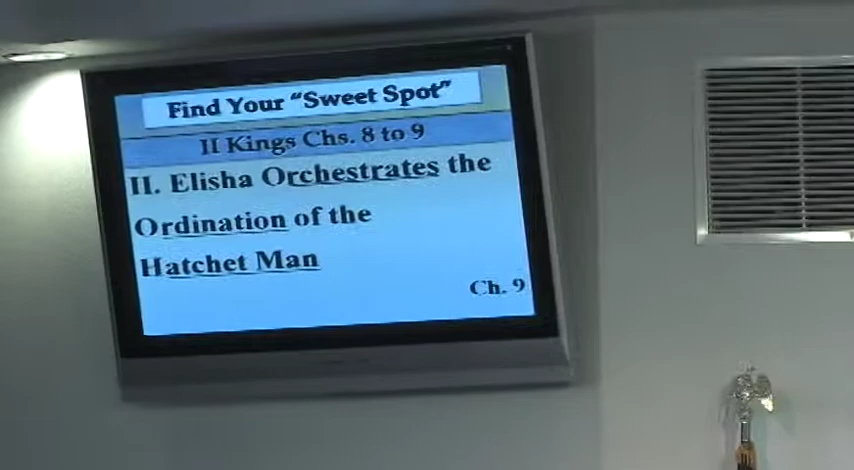 Find Your “Sweet Spot”
II Kings Chs. 8 to 9
II. Elisha Orchestrates the
Ordination of the
Hatchet Man
Ch. 9